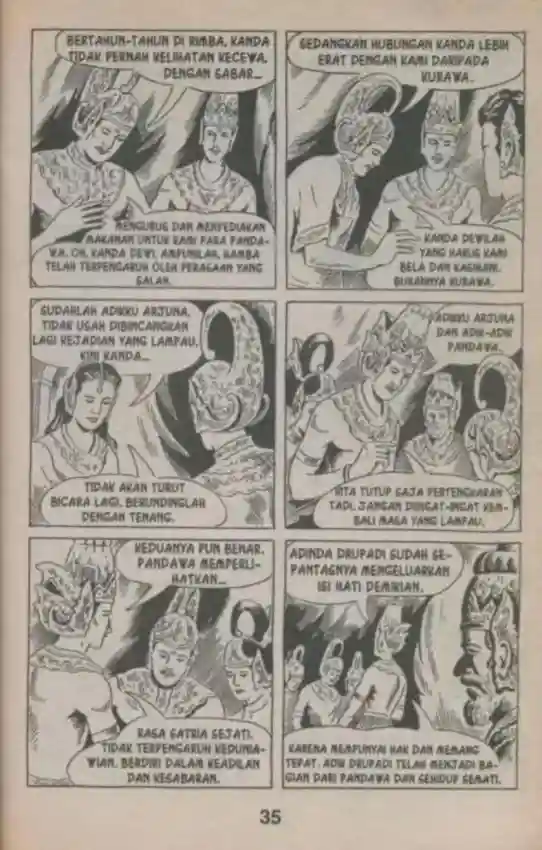 BERTAHUN-TAHUN DI RIMBA, KANDA
TIDAK PERNAH KELIHATAN KECEWA.
DENGAN SABAR...
MENGURUS DAN MENYEDIAKAN
MAKANAN UNTUK KAMI PARA PANDA-
WA. OH, KANDA DEWI, AMPUNILAH, HAMBA
TELAH TERPENGARUH OLEH PERASAAN YANG
SALAH.
SEDANGKAN HUBUNGAN KANDA LEBIH
ERAT DENGAN KAMI DARIPADA
KURAWA.
KANDA DEWILAH
YANG HARUS KAMI
BELA DAN KASIHANI.
BUKANNYA KURAWA.
SUDAHLAH ADIKKU ARJUNA,
TIDAK USAH DIBINCANGKAN
LAGI KEJADIAN YANG LAMPAU,
KINI KANDA...
TIDAK AKAN TURUT
BICARA LAGI. BERUNDINGLAH
DENGAN TENANG.
ADIKKU ARJUNA
DAN ADIK-ADIK
PANDAWA.
KITA TUTUP SAJA PERTENGKARAN
TADI. JANGAN DIINGAT-INGAT KEM-
BALI MASA YANG LAMPAU.
KEDUANYA PUN BENAR.
PANDAWA MEMPERLI-
HATKAN...
RASA SATRIA SEJATI.
TIDAK TERPENGARUH KEDUNIA-
WIAN. BERDIRI DALAM KEADILAN
DAN KESABARAN.
ADINDA DRUPADI SUDAH SE-
PANTASNYA MENGELUARKAN
ISI HATI DEMIKIAN.
KARENA MEMPUNYAI HAK DAN MEMANG
TEPAT. ADIK DRUPADI TELAH MENJADI BA-
GIAN DARI PANDAWA DAN SEHIDUP SEMATI.
35